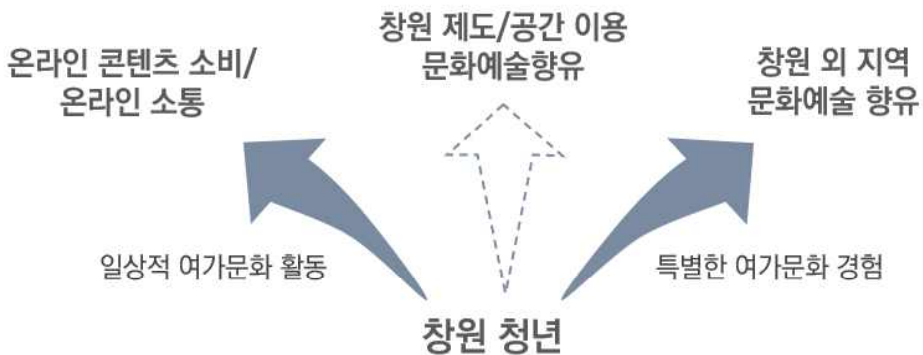 창원 제도/공간 이용
문화예술향유
온라인 콘텐츠 소비/
온라인 소통
창원 외 지역
문화예술 향유
일상적 여가문화 활동
특별한 여가문화 경험
창원 청년